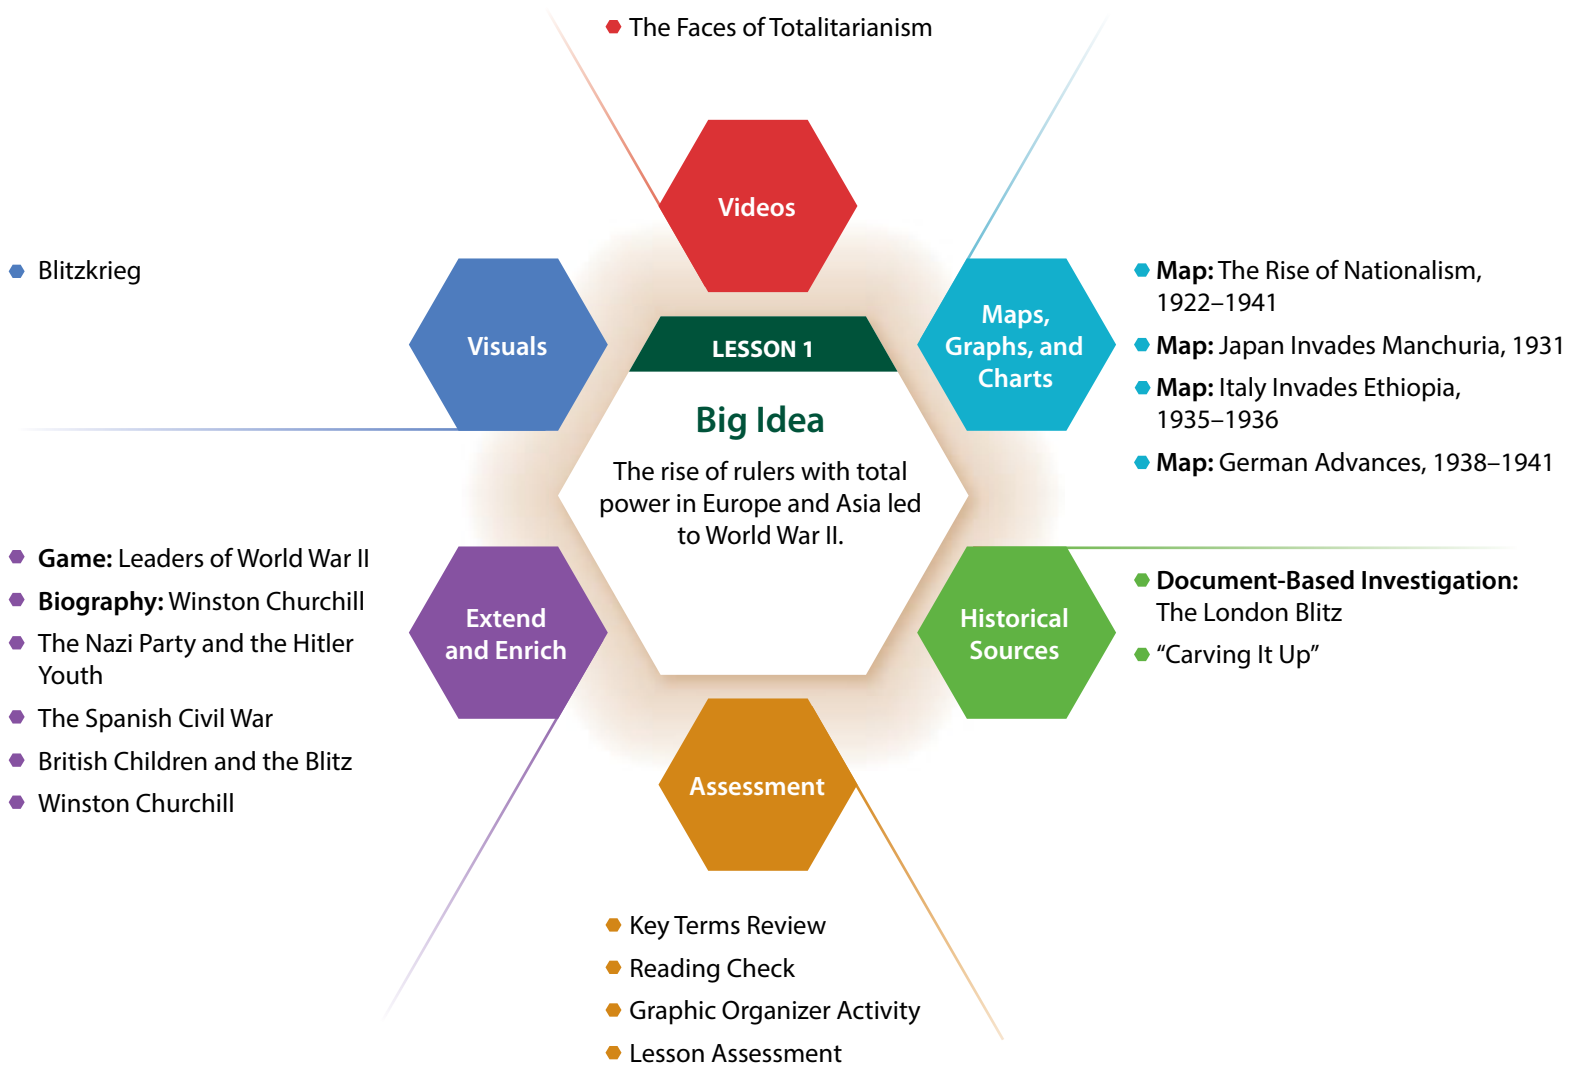 The Faces of Totalitarianism
Videos
Blitzkrieg
Visuals
Maps,
Graphs, and
Charts
Map: The Rise of Nationalism,
1922–1941
Map: Japan Invades Manchuria, 1931
Map: Italy Invades Ethiopia,
1935–1936
Map: German Advances, 1938–1941
LESSON 1
Big Idea
The rise of rulers with total
power in Europe and Asia led
to World War II.
Game: Leaders of World War II
Biography: Winston Churchill
The Nazi Party and the Hitler
Youth
The Spanish Civil War
British Children and the Blitz
Winston Churchill
Extend
and Enrich
Historical
Sources
Document-Based Investigation:
The London Blitz
“Carving It Up”
Assessment
Key Terms Review
Reading Check
Graphic Organizer Activity
Lesson Assessment